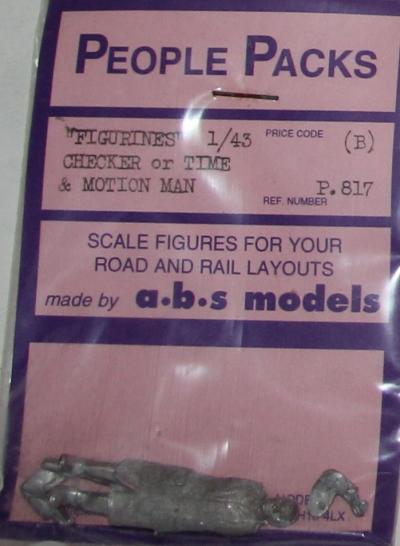 PEOPLE PACKS
"FIGURINES" 1/43 PRICE CODE (B)
CHECKER or TIME
& MOTION MAN P.817
REF. NUMBER
SCALE FIGURES FOR YOUR
ROAD AND RAIL LAYOUTS
made by a.b.s models
4LX